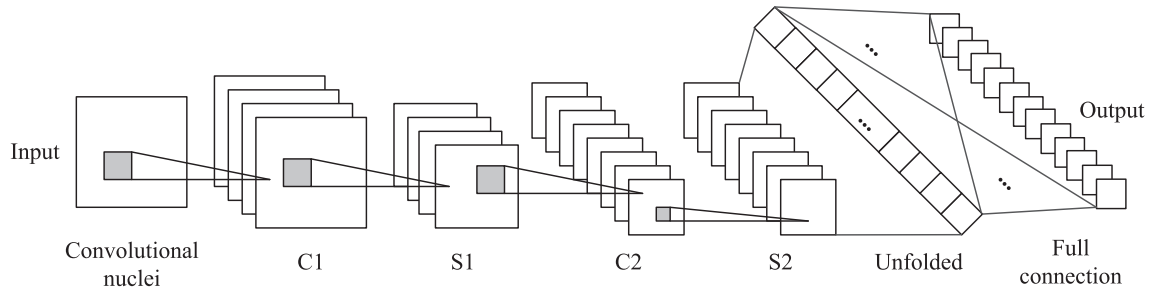 Input
Output
Convolutional
nuclei
C1
S1
C2
S2
Unfolded
Full
connection